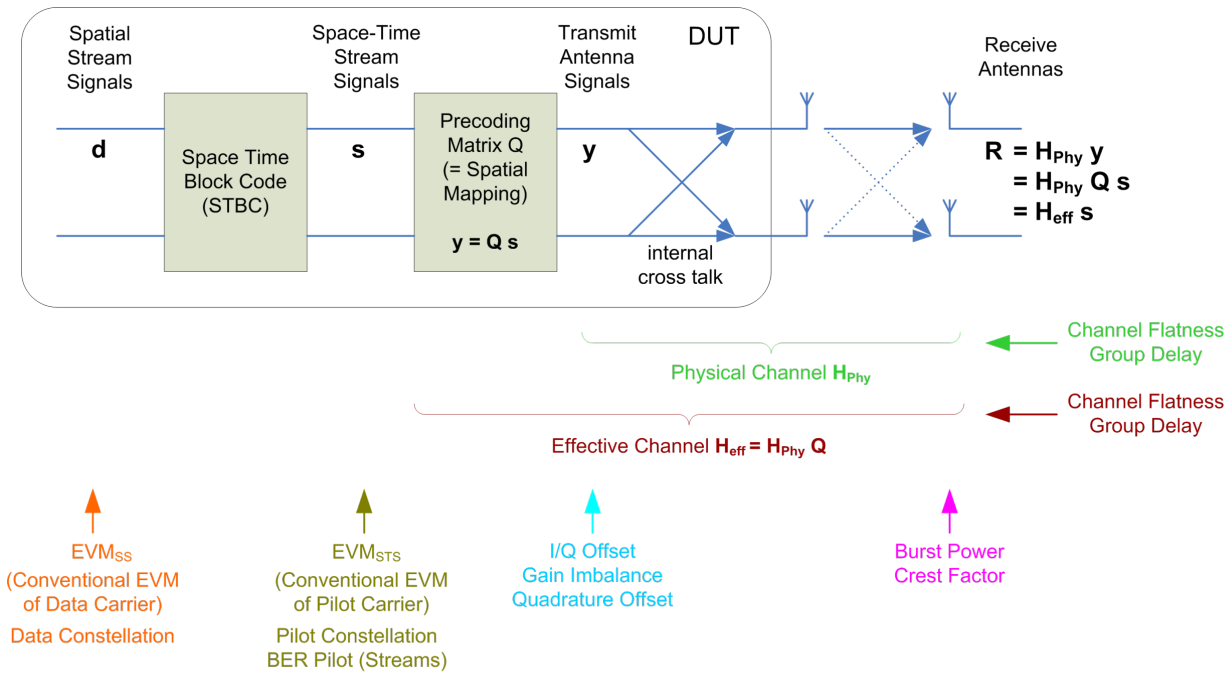 Spatial
Stream
Signals
Space-Time
Stream
Signals
Transmit
Antenna
Signals
DUT
Receive
Antennas
d
Space Time
Block Code
(STBC)
s
Precoding
Matrix Q
(= Spatial
Mapping)
y = Q s
y
internal
cross talk
R = HPhy y
= HPhy Q s
= Heff s
Channel Flatness
Group Delay
Physical Channel HPhy
Channel Flatness
Group Delay
Effective Channel Heff = HPhy Q
EVMSS
(Conventional EVM
of Data Carrier)
Data Constellation
EVMSTS
(Conventional EVM
of Pilot Carrier)
Pilot Constellation
BER Pilot (Streams)
I/Q Offset
Gain Imbalance
Quadrature Offset
Burst Power
Crest Factor